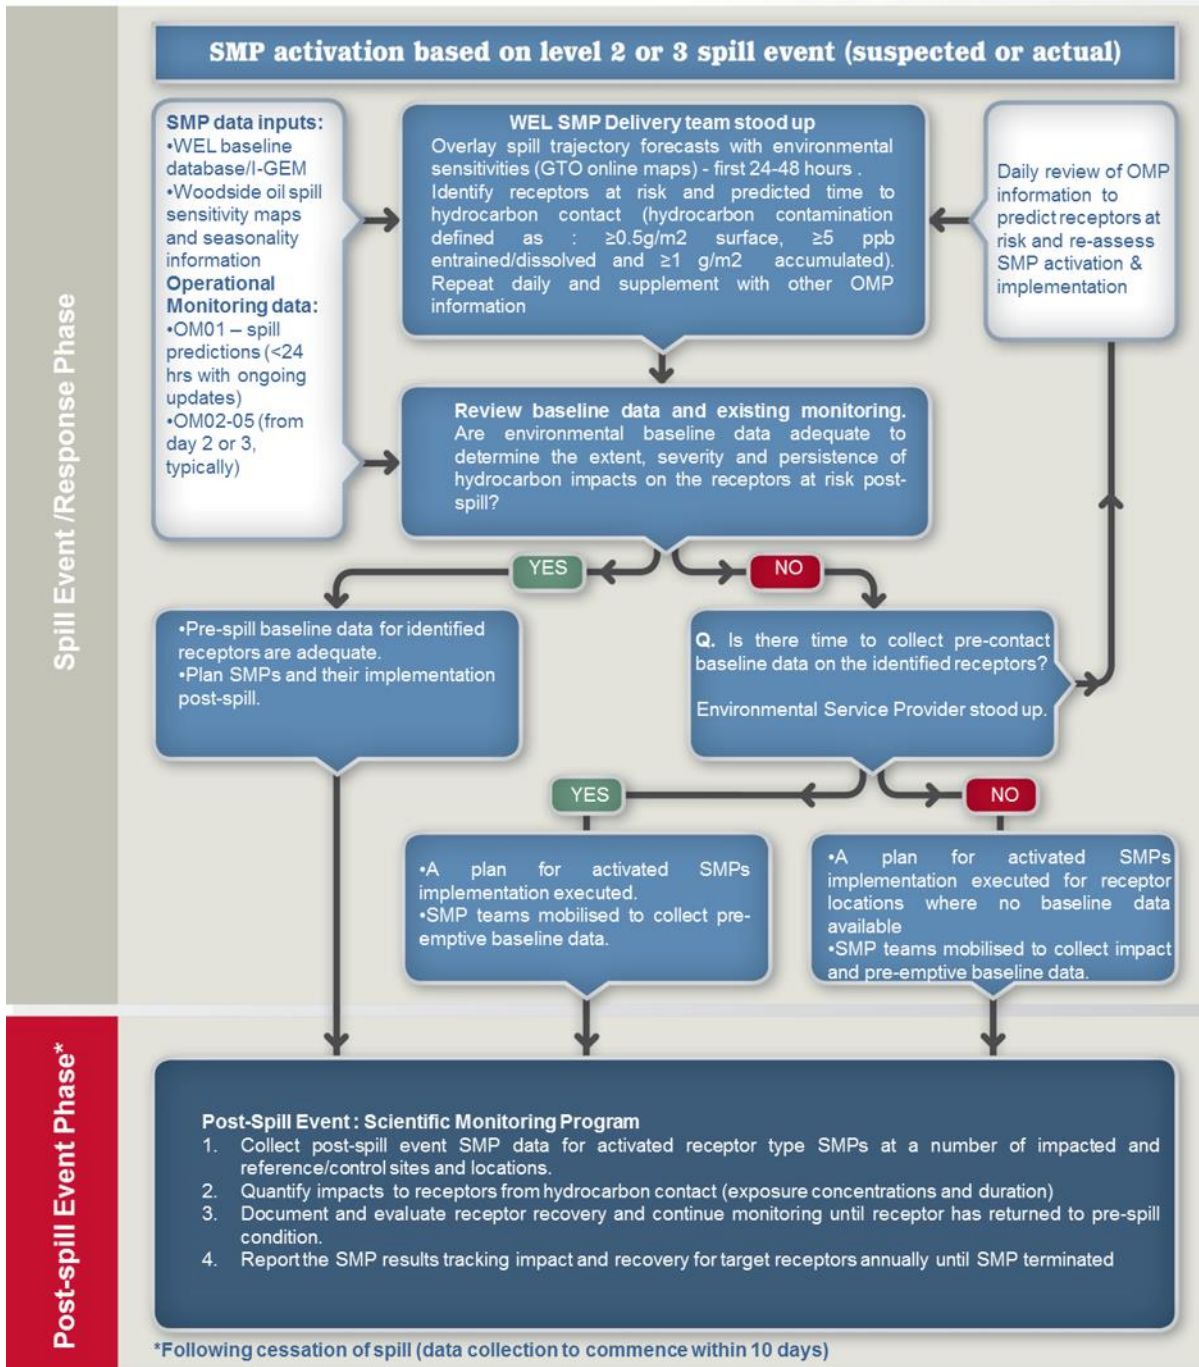 SMP activation based on level 2 or 3 spill event (suspected or actual)
Spill Event /Response Phase
SMP data inputs:
•WEL baseline
database/I-GEM
•Woodside oil spill
sensitivity maps
and seasonality
information
Operational
Monitoring data:
•OM01 – spill
predictions (<24
hrs with ongoing
updates)
•OM02-05 (from
day 2 or 3,
typically)
WEL SMP Delivery team stood up
Overlay spill trajectory forecasts with environmental
sensitivities (GTO online maps) - first 24-48 hours .
Identify receptors at risk and predicted time to
hydrocarbon contact (hydrocarbon contamination
defined as : ≥0.5g/m2 surface, ≥5 ppb
entrained/dissolved and ≥1 g/m2 accumulated).
Repeat daily and supplement with other OMP
information
Daily review of OMP
information to
predict receptors at
risk and re-assess
SMP activation &
implementation
Review baseline data and existing monitoring.
Are environmental baseline data adequate to
determine the extent, severity and persistence of
hydrocarbon impacts on the receptors at risk post-
spill?
YES
NO
•Pre-spill baseline data for identified
receptors are adequate.
•Plan SMPs and their implementation
post-spill.
Q. Is there time to collect pre-contact
baseline data on the identified receptors?
Environmental Service Provider stood up.
YES
NO
•A plan for activated SMPs
implementation executed.
•SMP teams mobilised to collect pre-
emptive baseline data.
•A plan for activated SMPs
implementation executed for receptor
locations where no baseline data
available
•SMP teams mobilised to collect impact
and pre-emptive baseline data.
Post-spill Event Phase*
Post-Spill Event : Scientific Monitoring Program
1. Collect post-spill event SMP data for activated receptor type SMPs at a number of impacted and
reference/control sites and locations.
2. Quantify impacts to receptors from hydrocarbon contact (exposure concentrations and duration)
3. Document and evaluate receptor recovery and continue monitoring until receptor has returned to pre-spill
condition.
4. Report the SMP results tracking impact and recovery for target receptors annually until SMP terminated
*Following cessation of spill (data collection to commence within 10 days)